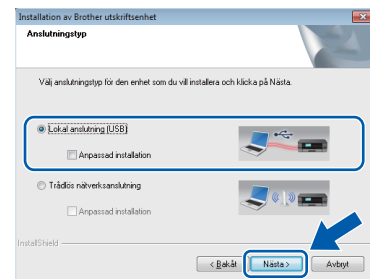 Installation av Brother utskriftsenhet
Anslutningstyp
Välj anslutningstyp för den enhet som du vill installera och klicka på Nästa.
Lokal anslutning (USB)
Anpassad installation
Trådlös nätverksanslutning
Anpassad installation
InstallShield
< Bakåt Nästa > Avbryt